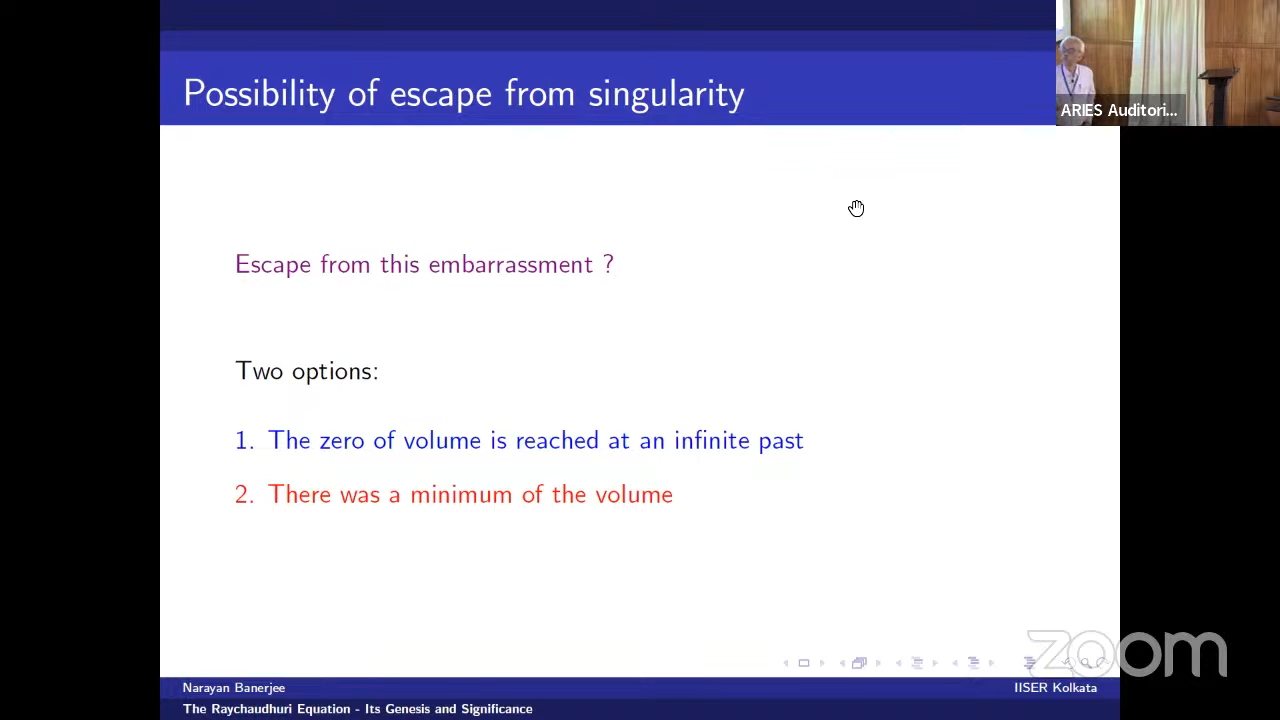 Possibility of escape from singularity
ARIES Auditori...
Escape from this embarrassment ?
Two options:
1. The zero of volume is reached at an infinite past
2. There was a minimum of the volume
zoom
Narayan Banerjee
IISER Kolkata
The Raychaudhuri Equation - Its Genesis and Significance